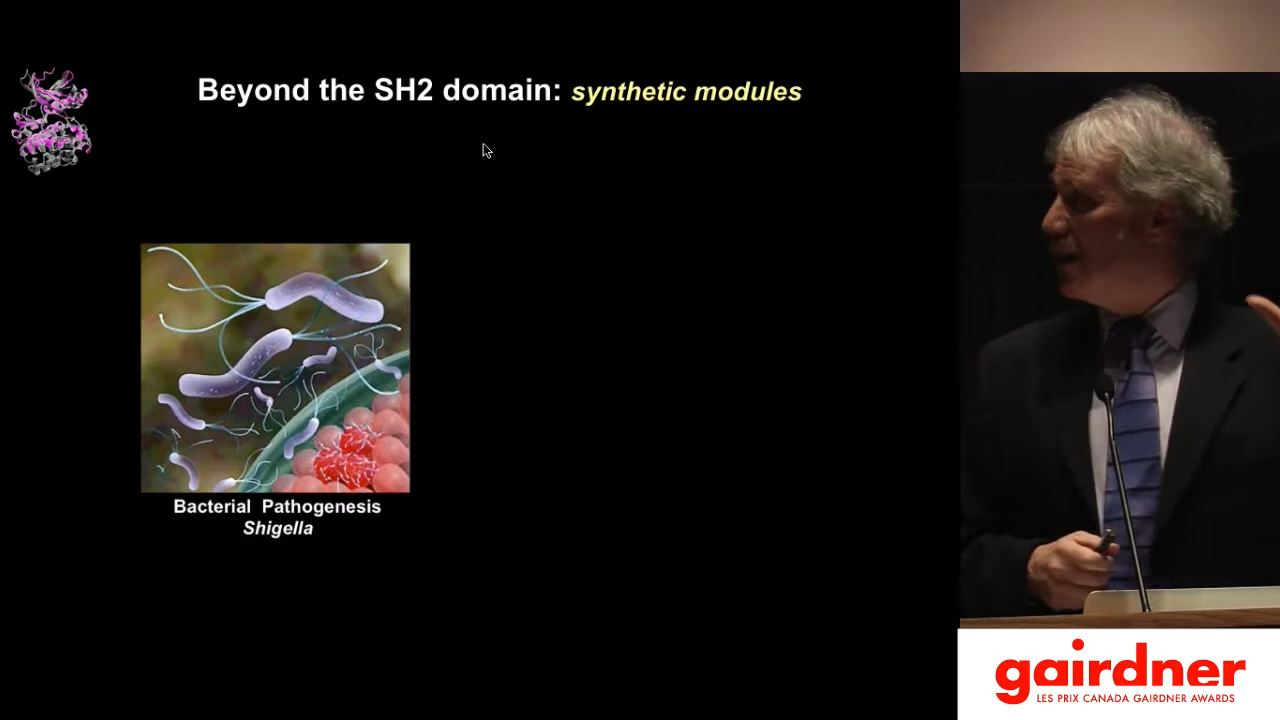 Beyond the SH2 domain: synthetic modules
Bacterial Pathogenesis
Shigella
gairdner
LES PRIX CANADA GAIRDNER AWARDS